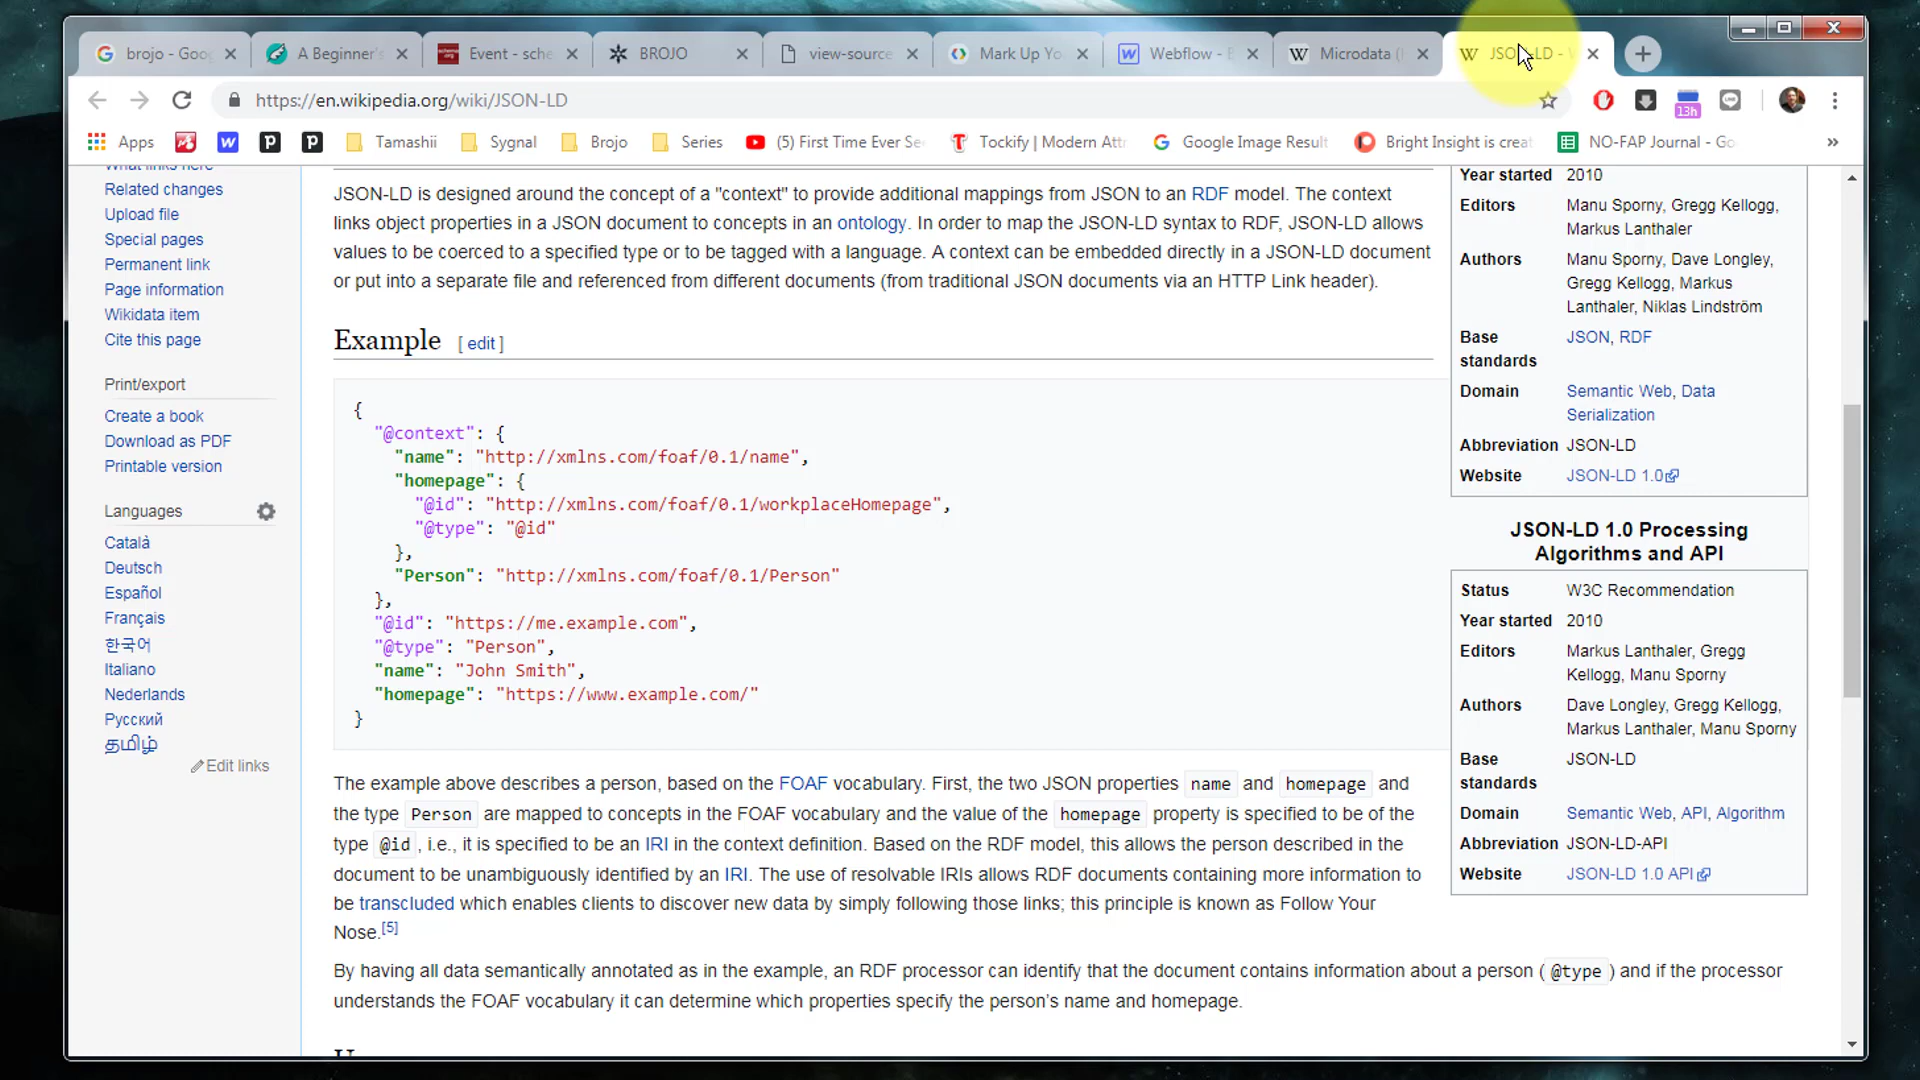 brojo - Goo
A Beginner's
Event - sche
BROJO
view-source
Mark Up Yo
Webflow - E
Microdata (
JSON-LD - W
https://en.wikipedia.org/wiki/JSON-LD
13h
Apps
Tamashii
Sygnal
Brojo
Series
(5) First Time Ever Se
Tockify | Modern Attr
Google Image Result
Bright Insight is creat
NO-FAP Journal - Go
»
What links here
Related changes
Upload file
Special pages
Permanent link
Page information
Wikidata item
Cite this page
Print/export
Create a book
Download as PDF
Printable version
Languages
Català
Deutsch
Español
Français
한국어
Italiano
Nederlands
Русский
தமிழ்
Edit links
JSON-LD is designed around the concept of a "context" to provide additional mappings from JSON to an RDF model. The context
links object properties in a JSON document to concepts in an ontology. In order to map the JSON-LD syntax to RDF, JSON-LD allows
values to be coerced to a specified type or to be tagged with a language. A context can be embedded directly in a JSON-LD document
or put into a separate file and referenced from different documents (from traditional JSON documents via an HTTP Link header).
Example [ edit ]
{
"@context": {
"name": "http://xmlns.com/foaf/0.1/name",
"homepage": {
"@id": "http://xmlns.com/foaf/0.1/workplaceHomepage",
"@type": "@id"
},
"Person": "http://xmlns.com/foaf/0.1/Person"
},
"@id": "https://me.example.com",
"@type": "Person",
"name": "John Smith",
"homepage": "https://www.example.com/"
}
The example above describes a person, based on the FOAF vocabulary. First, the two JSON properties name and homepage and
the type Person are mapped to concepts in the FOAF vocabulary and the value of the homepage property is specified to be of the
type @id , i.e., it is specified to be an IRI in the context definition. Based on the RDF model, this allows the person described in the
document to be unambiguously identified by an IRI. The use of resolvable IRIs allows RDF documents containing more information to
be transcluded which enables clients to discover new data by simply following those links; this principle is known as Follow Your
Nose.[5]
By having all data semantically annotated as in the example, an RDF processor can identify that the document contains information about a person ( @type ) and if the processor
understands the FOAF vocabulary it can determine which properties specify the person's name and homepage.
Year started 2010
Editors Manu Sporny, Gregg Kellogg,
Markus Lanthaler
Authors Manu Sporny, Dave Longley,
Gregg Kellogg, Markus
Lanthaler, Niklas Lindström
Base JSON, RDF
standards
Domain Semantic Web, Data
Serialization
Abbreviation JSON-LD
Website JSON-LD 1.0
JSON-LD 1.0 Processing
Algorithms and API
Status W3C Recommendation
Year started 2010
Editors Markus Lanthaler, Gregg
Kellogg, Manu Sporny
Authors Dave Longley, Gregg Kellogg,
Markus Lanthaler, Manu Sporny
Base JSON-LD
standards
Domain Semantic Web, API, Algorithm
Abbreviation JSON-LD-API
Website JSON-LD 1.0 API